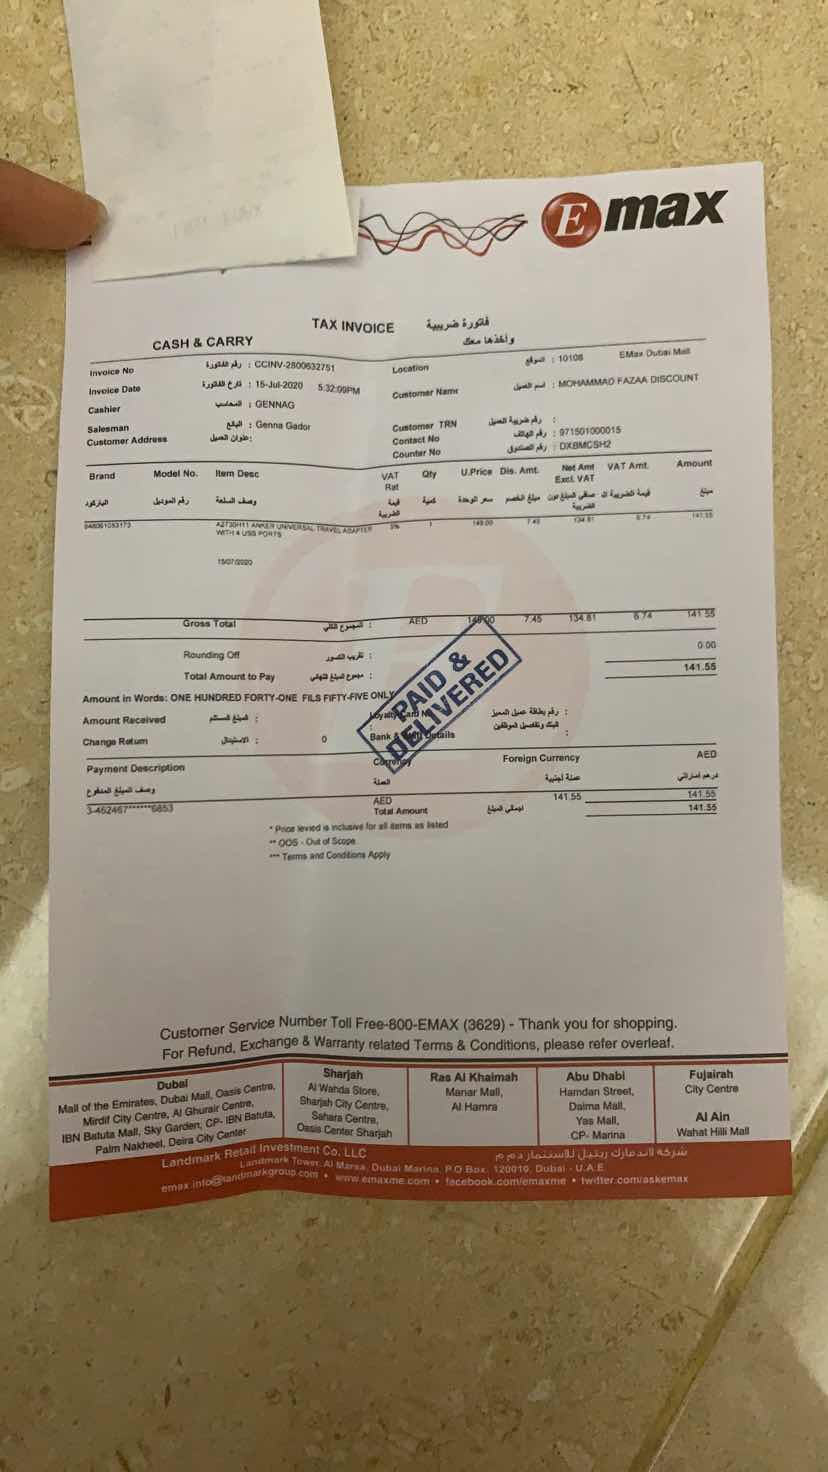 Emax
TAX INVOICE فاتورة ضريبية
CASH & CARRY وأخذها معك
Invoice No رقم الفاتورة : CCINV-2800632751
Invoice Date تارخ الفاتورة : 15-Jul-2020 5:32:09PM
Cashier المحاسب : GENNAG
Salesman البائع : Genna Gador
Customer Address عنوان العميل:
Location الموقع : 10108 EMax Dubai Mall
Customer Name اسم العميل : MOHAMMAD FAZAA DISCOUNT
Customer TRN رقم ضريبة العميل :
Contact No رقم الهاتف : 971501000015
Counter No رقم الصندوق : DXBMCSH2
Brand Model No. Item Desc VAT Rat Qty U.Price Dis. Amt. Net Amt Excl. VAT VAT Amt. Amount
الباركود رقم الموديل وصف السلعة قيمة الضريبة كمية سعر الوحدة مبلغ الخصم صافي المبلغ دون الضريبة قيمة الضريبة ال مبلغ
848061053173 A2730H11 ANKER UNIVERSAL TRAVEL ADAPTER 5% 1 149.00 7.45 134.81 6.74 141.55
WITH 4 USB PORTS
15/07/2020
Gross Total المجموع الكلي : AED 149.00 7.45 134.81 6.74 141.55
Rounding Off تقريب الكسور : 0.00
Total Amount to Pay مجموع المبلغ النهائي : 141.55
PAID &
DELIVERED
Amount in Words: ONE HUNDRED FORTY-ONE FILS FIFTY-FIVE ONLY
Amount Received المبلغ المستلم : Loyalty Card No رقم بطاقة عميل المميز :
Change Return الاستبدال : 0 Bank & Details البنك وتفاصيل الموظفين :
Payment Description Currency Foreign Currency AED
وصف المبلغ المدفوع العملة عملة أجنبية درهم اماراتي
3-462467******6853 AED 141.55 141.55
Total Amount اجمالي المبلغ 141.55
* Price levied is inclusive for all items as listed
** OOS - Out of Scope
*** Terms and Conditions Apply
Customer Service Number Toll Free-800-EMAX (3629) - Thank you for shopping.
For Refund, Exchange & Warranty related Terms & Conditions, please refer overleaf.
Dubai
Mall of the Emirates, Dubai Mall, Oasis Centre,
Mirdif City Centre, Al Ghurair Centre,
IBN Batuta Mall, Sky Garden, CP- IBN Batuta,
Palm Nakheel, Deira City Center
Sharjah
Al Wahda Store,
Sharjah City Centre,
Sahara Centre,
Oasis Center Sharjah
Ras Al Khaimah
Manar Mall,
Al Hamra
Abu Dhabi
Hamdan Street,
Dalma Mall,
Yas Mall,
CP- Marina
Fujairah
City Centre
Al Ain
Wahat Hilli Mall
Landmark Retail Investment Co. LLC شركة لاندمارك ريتيل للإستثمار ذ م م
Landmark Tower, Al Marsa, Dubai Marina, P.O Box. 120010, Dubai - U.A.E
emax.info@landmarkgroup.com • www.emaxme.com • facebook.com/emaxme • twitter.com/askemax